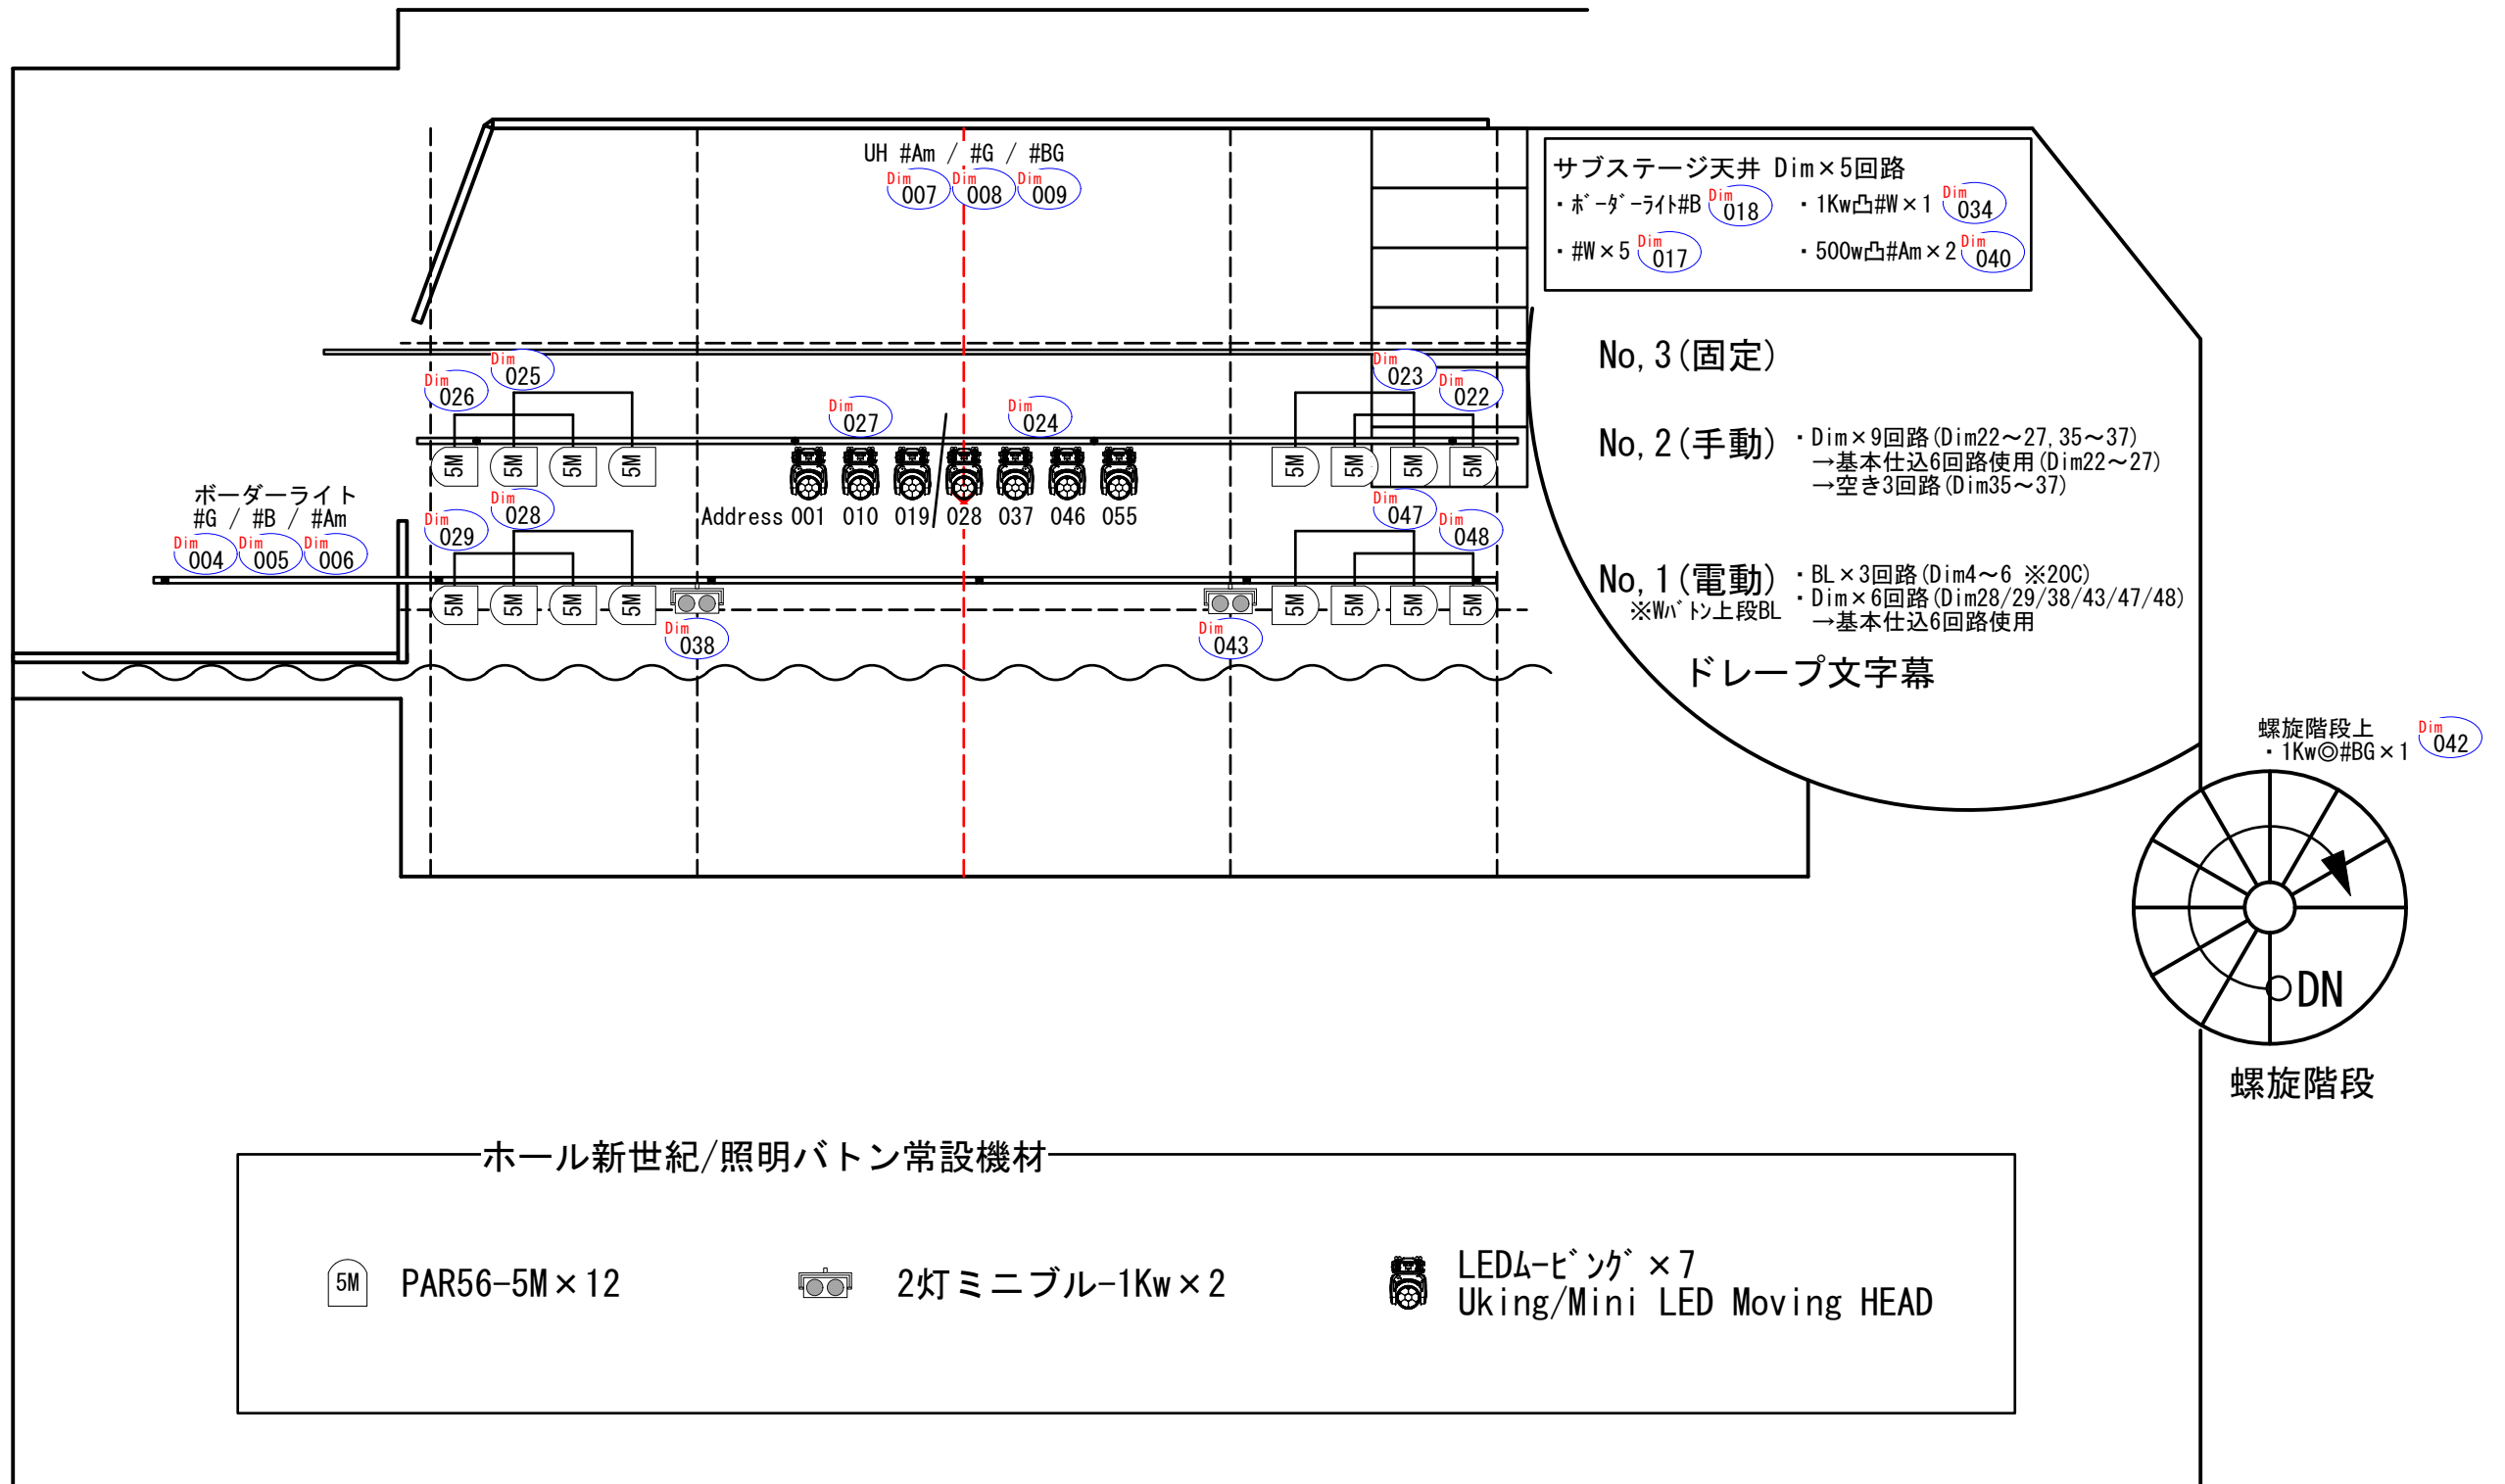 UH #Am / #G / #BG
Dim 007 Dim 008 Dim 009
サブステージ天井 Dim×5回路
・ﾎﾞｰﾀﾞｰﾗｲﾄ#B Dim 018 ・1Kw凸#W×1 Dim 034
・#W×5 Dim 017 ・500w凸#Am×2 Dim 040
No,3(固定)
Dim 025
Dim 026
Dim 023
Dim 022
Dim 027 Dim 024
No,2(手動)
・Dim×9回路(Dim22～27,35～37)
→基本仕込6回路使用(Dim22～27)
→空き3回路(Dim35～37)
5M 5M 5M 5M 5M 5M 5M 5M
Address 001 010 019 028 037 046 055
ボーダーライト
#G / #B / #Am
Dim 004 Dim 005 Dim 006
Dim 028
Dim 029
Dim 047
Dim 048
No,1(電動)
※Wﾊﾞﾄﾝ上段BL
・BL×3回路(Dim4～6 ※20C)
・Dim×6回路(Dim28/29/38/43/47/48)
→基本仕込6回路使用
5M 5M 5M 5M 5M 5M 5M 5M
Dim 038 Dim 043
ドレープ文字幕
螺旋階段上
・1Kw◎#BG×1 Dim 042
DN
螺旋階段
ホール新世紀/照明バトン常設機材
5M PAR56-5M×12
2灯ミニブル-1Kw×2
LEDﾑｰﾋﾞﾝｸﾞ×7
Uking/Mini LED Moving HEAD